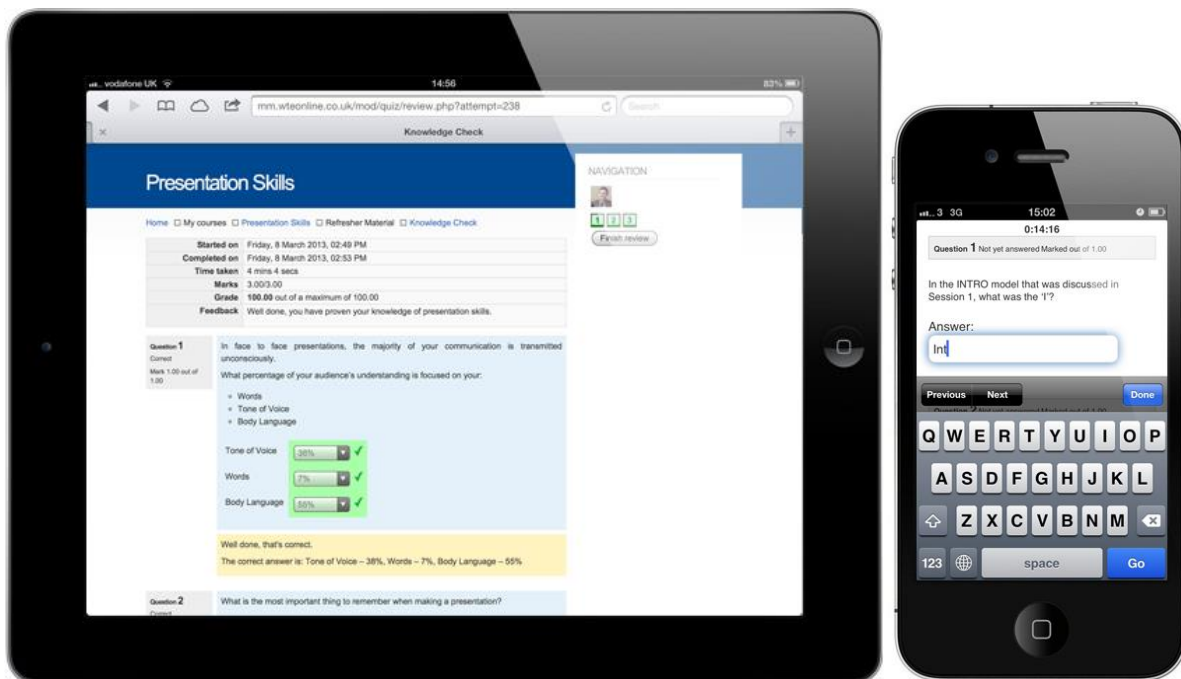 vodafone UK 14:56 83%
mm.wteonline.co.uk/mod/quiz/review.php?attempt=238 Search
Knowledge Check
Presentation Skills
NAVIGATION
Home My courses Presentation Skills Refresher Material Knowledge Check
1 2 3
Finish review
Started on Friday, 8 March 2013, 02:49 PM
Completed on Friday, 8 March 2013, 02:53 PM
Time taken 4 mins 4 secs
Marks 3.00/3.00
Grade 100.00 out of a maximum of 100.00
Feedback Well done, you have proven your knowledge of presentation skills.
Question 1
Correct
Mark 1.00 out of
1.00
In face to face presentations, the majority of your communication is transmitted
unconsciously.
What percentage of your audience's understanding is focused on your:
Words
Tone of Voice
Body Language
Tone of Voice 38%
Words 7%
Body Language 55%
Well done, that's correct.
The correct answer is: Tone of Voice – 38%, Words – 7%, Body Language – 55%
Question 2
Correct
What is the most important thing to remember when making a presentation?
3 3G 15:02
0:14:16
Question 1 Not yet answered Marked out of 1.00
In the INTRO model that was discussed in
Session 1, what was the 'I'?
Answer:
Int
Previous Next Done
Question 2 Not yet answered Marked out of 1.00
Q W E R T Y U I O P
A S D F G H J K L
Z X C V B N M
123 space Go